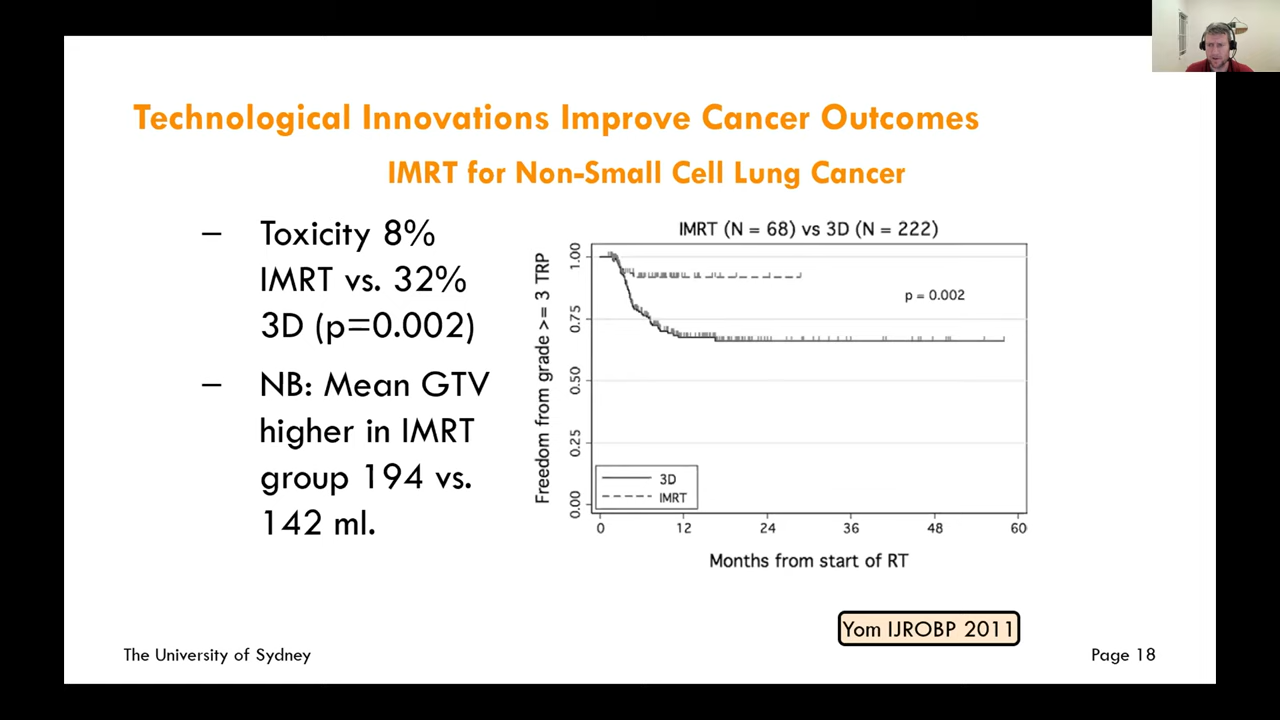 Technological Innovations Improve Cancer Outcomes
IMRT for Non-Small Cell Lung Cancer
– Toxicity 8%
IMRT vs. 32%
3D (p=0.002)
– NB: Mean GTV
higher in IMRT
group 194 vs.
142 ml.
IMRT (N = 68) vs 3D (N = 222)
Freedom from grade >= 3 TRP
1.00
0.75
0.50
0.25
0.00
p = 0.002
3D
IMRT
0 12 24 36 48 60
Months from start of RT
Yom IJROBP 2011
The University of Sydney
Page 18